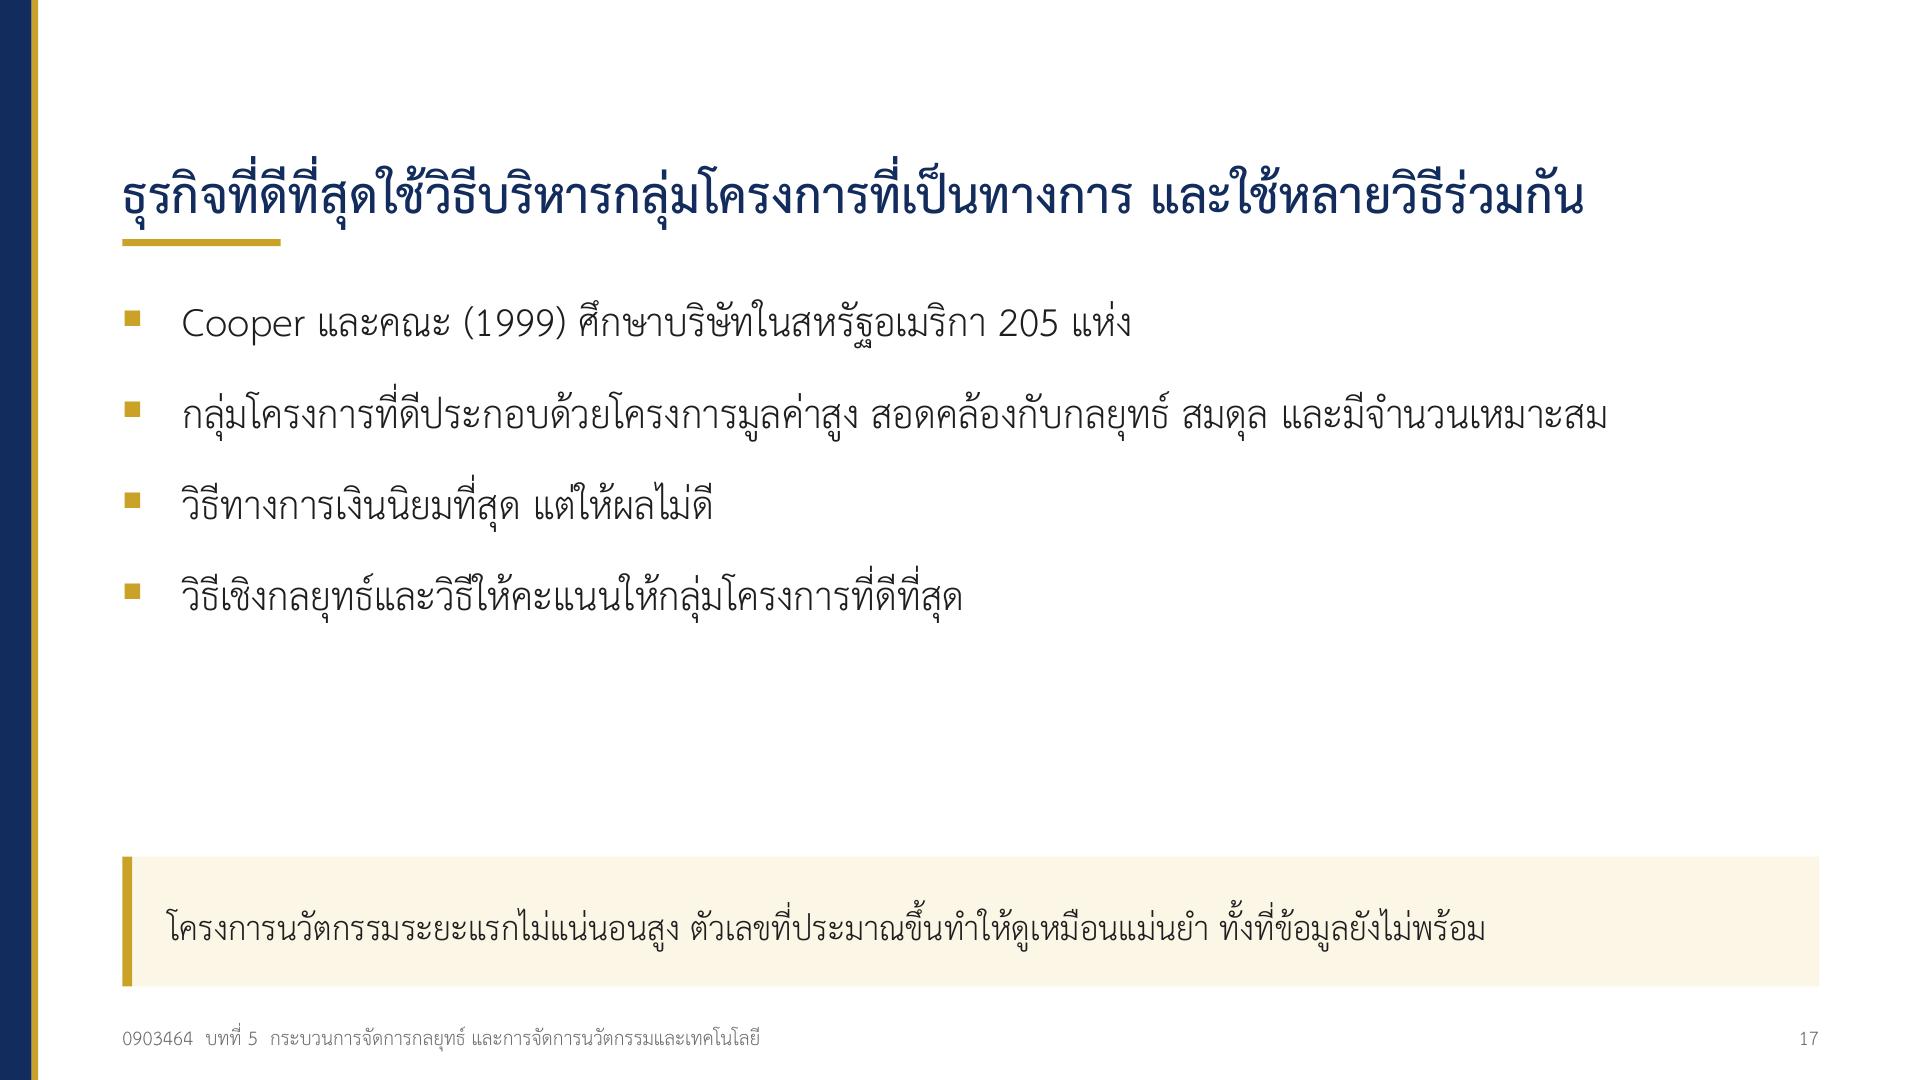 ธุรกิจที่ดีที่สุดใช้วิธีบริหารกลุ่มโครงการที่เป็นทางการ และใช้หลายวิธีร่วมกัน
Cooper และคณะ (1999) ศึกษาบริษัทในสหรัฐอเมริกา 205 แห่ง
กลุ่มโครงการที่ดีประกอบด้วยโครงการมูลค่าสูง สอดคล้องกับกลยุทธ์ สมดุล และมีจำนวนเหมาะสม
วิธีทางการเงินนิยมที่สุด แต่ให้ผลไม่ดี
วิธีเชิงกลยุทธ์และวิธีให้คะแนนให้กลุ่มโครงการที่ดีที่สุด
โครงการนวัตกรรมระยะแรกไม่แน่นอนสูง ตัวเลขที่ประมาณขึ้นทำให้ดูเหมือนแม่นยำ ทั้งที่ข้อมูลยังไม่พร้อม
0903464 บทที่ 5 กระบวนการจัดการกลยุทธ์ และการจัดการนวัตกรรมและเทคโนโลยี
17